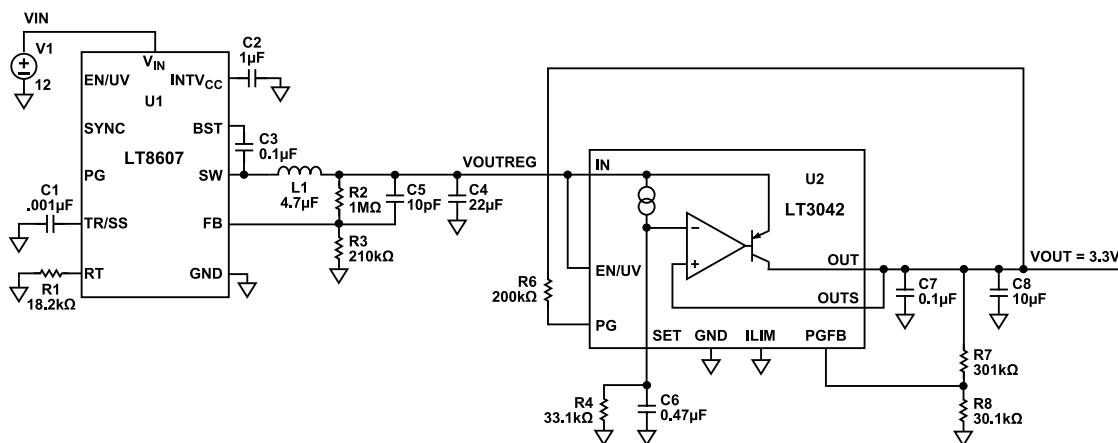 VIN
V1
12
EN/UV
VIN
INTVCC
U1
SYNC
BST
LT8607
PG
SW
TR/SS
FB
RT
GND
C1
.001µF
R1
18.2kΩ
C2
1µF
C3
0.1µF
L1
4.7µF
R2
1MΩ
R3
210kΩ
C5
10pF
C4
22µF
VOUTREG
IN
U2
LT3042
–
+
OUT
OUTS
EN/UV
PG
SET
GND
ILIM
PGFB
R6
200kΩ
R4
33.1kΩ
C6
0.47µF
C7
0.1µF
C8
10µF
VOUT = 3.3V
R7
301kΩ
R8
30.1kΩ